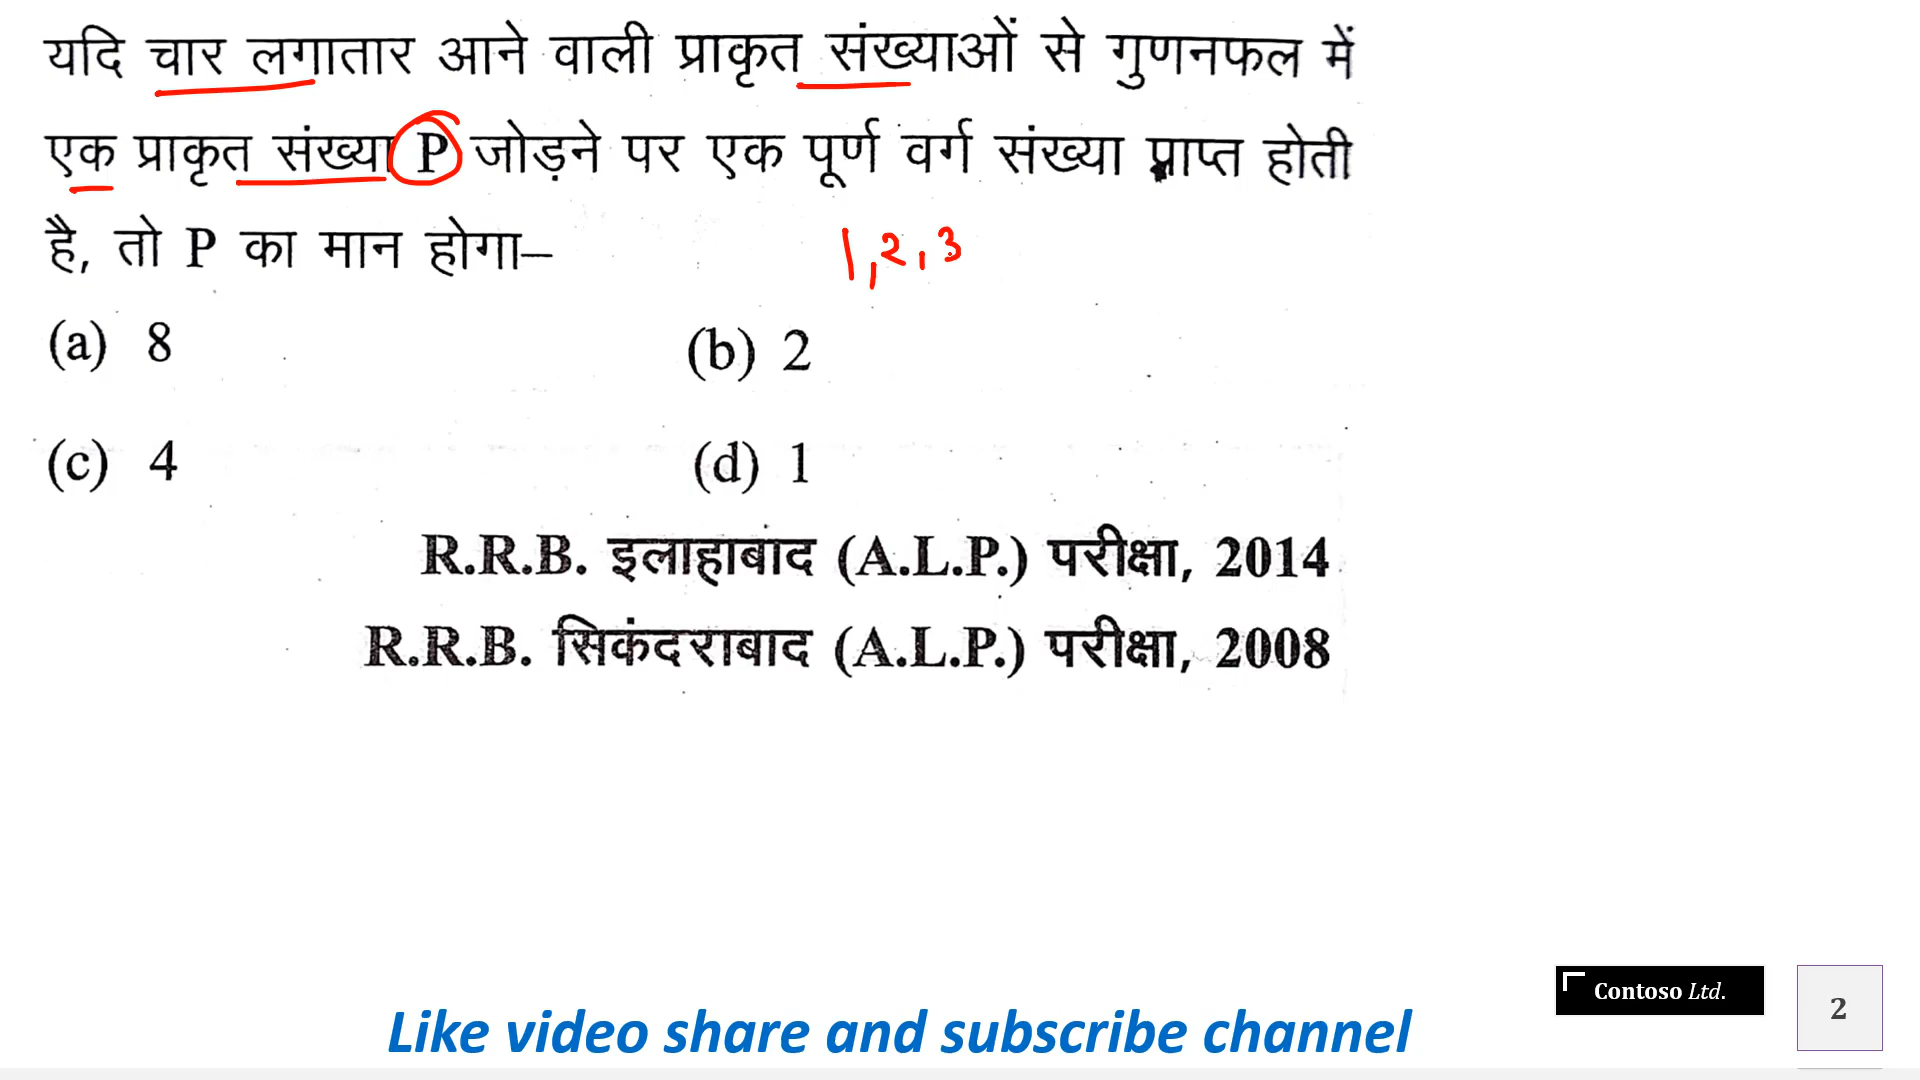 यदि चार लगातार आने वाली प्राकृत संख्याओं से गुणनफल में
एक प्राकृत संख्या P जोड़ने पर एक पूर्ण वर्ग संख्या प्राप्त होती
है, तो P का मान होगा–
1, 2, 3
(a) 8 (b) 2
(c) 4 (d) 1
R.R.B. इलाहाबाद (A.L.P.) परीक्षा, 2014
R.R.B. सिकंदराबाद (A.L.P.) परीक्षा, 2008
Contoso Ltd.
2
Like video share and subscribe channel